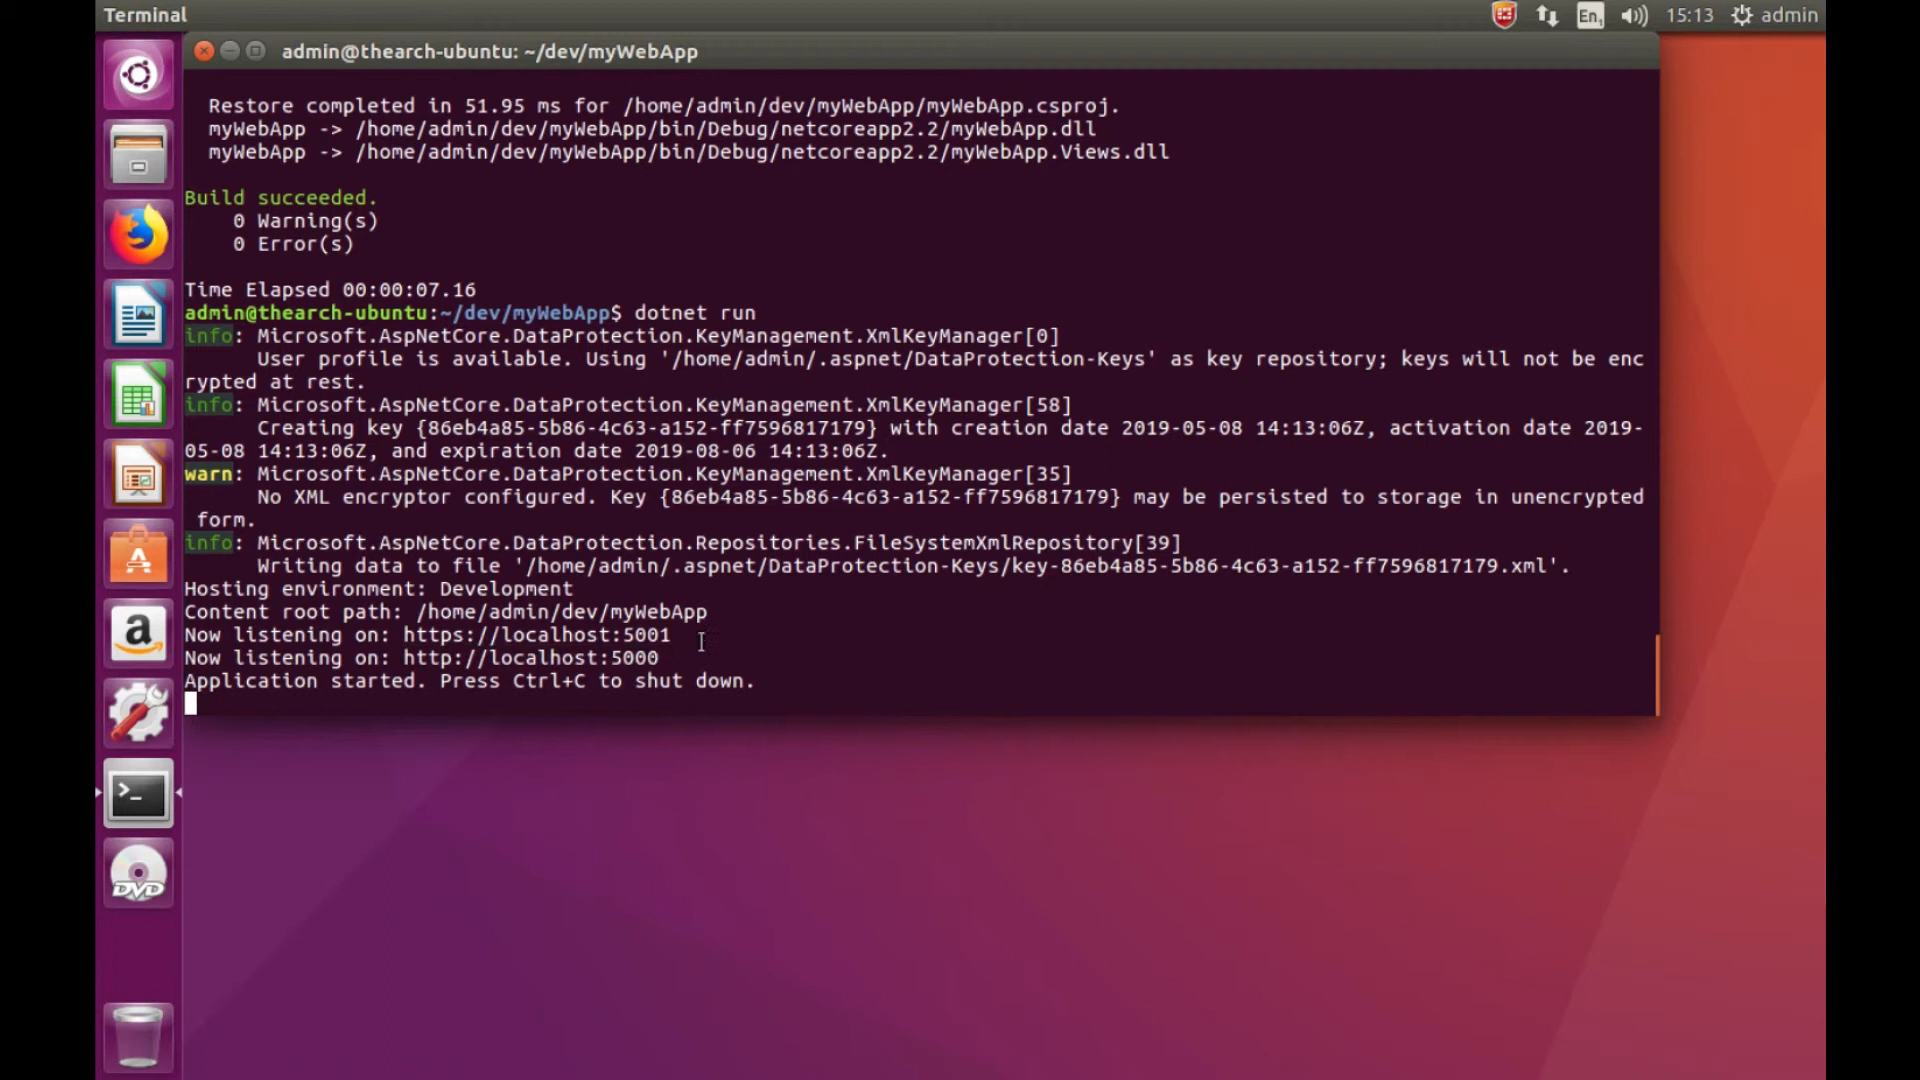 Terminal
En1
15:13
admin
admin@thearch-ubuntu: ~/dev/myWebApp
Restore completed in 51.95 ms for /home/admin/dev/myWebApp/myWebApp.csproj.
myWebApp -> /home/admin/dev/myWebApp/bin/Debug/netcoreapp2.2/myWebApp.dll
myWebApp -> /home/admin/dev/myWebApp/bin/Debug/netcoreapp2.2/myWebApp.Views.dll
Build succeeded.
0 Warning(s)
0 Error(s)
Time Elapsed 00:00:07.16
admin@thearch-ubuntu:~/dev/myWebApp$ dotnet run
info: Microsoft.AspNetCore.DataProtection.KeyManagement.XmlKeyManager[0]
User profile is available. Using '/home/admin/.aspnet/DataProtection-Keys' as key repository; keys will not be enc
rypted at rest.
info: Microsoft.AspNetCore.DataProtection.KeyManagement.XmlKeyManager[58]
Creating key {86eb4a85-5b86-4c63-a152-ff7596817179} with creation date 2019-05-08 14:13:06Z, activation date 2019-
05-08 14:13:06Z, and expiration date 2019-08-06 14:13:06Z.
warn: Microsoft.AspNetCore.DataProtection.KeyManagement.XmlKeyManager[35]
No XML encryptor configured. Key {86eb4a85-5b86-4c63-a152-ff7596817179} may be persisted to storage in unencrypted
form.
info: Microsoft.AspNetCore.DataProtection.Repositories.FileSystemXmlRepository[39]
Writing data to file '/home/admin/.aspnet/DataProtection-Keys/key-86eb4a85-5b86-4c63-a152-ff7596817179.xml'.
Hosting environment: Development
Content root path: /home/admin/dev/myWebApp
Now listening on: https://localhost:5001
Now listening on: http://localhost:5000
Application started. Press Ctrl+C to shut down.
A
a
>_
DVD